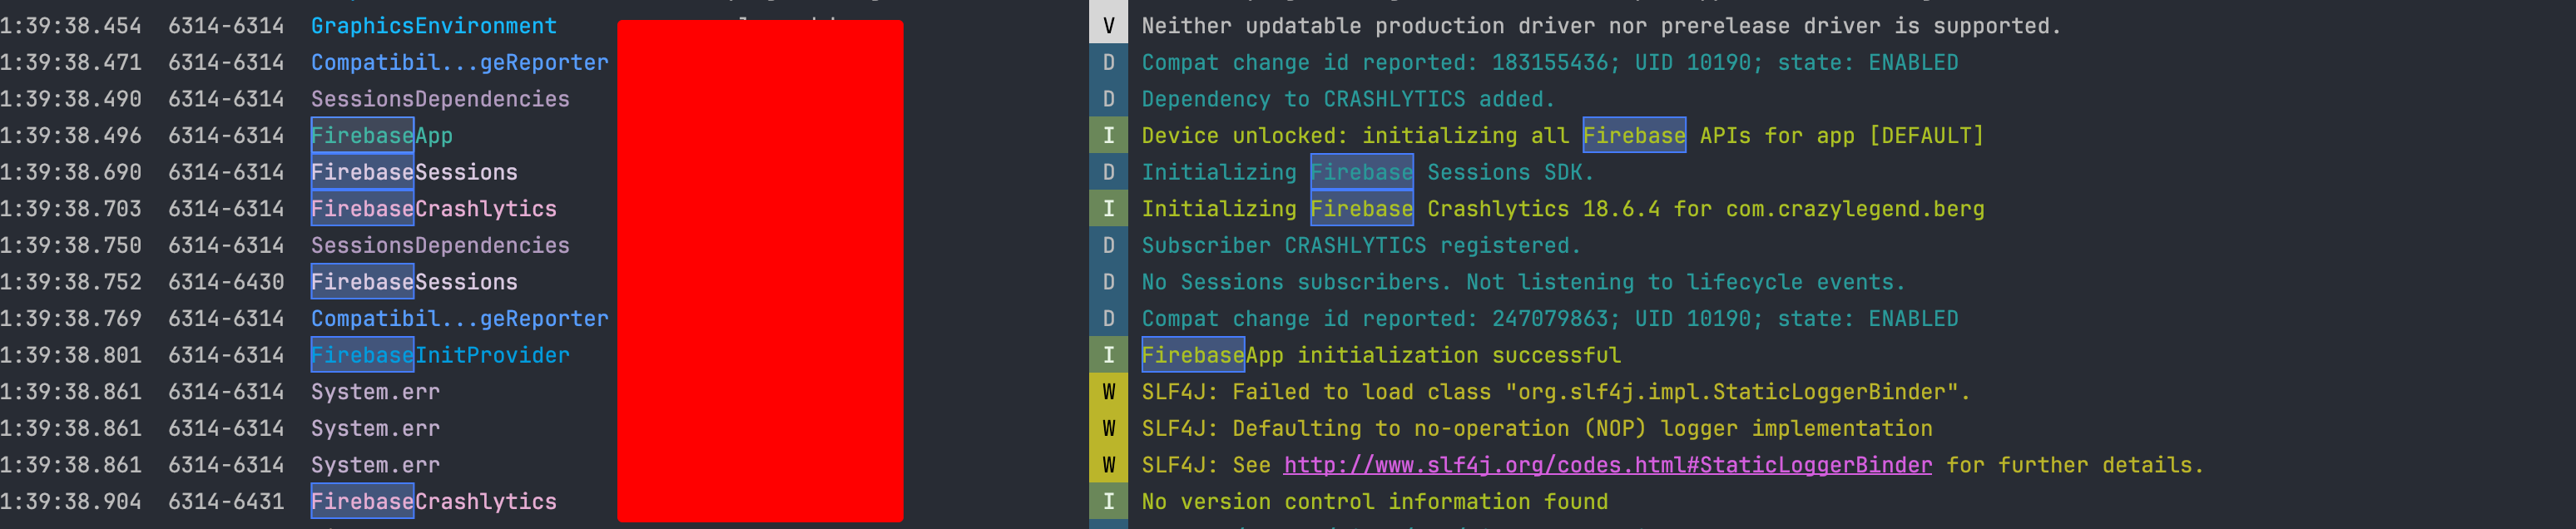 1:39:38.454 6314-6314 GraphicsEnvironment V Neither updatable production driver nor prerelease driver is supported.
1:39:38.471 6314-6314 Compatibil...geReporter D Compat change id reported: 183155436; UID 10190; state: ENABLED
1:39:38.490 6314-6314 SessionsDependencies D Dependency to CRASHLYTICS added.
1:39:38.496 6314-6314 FirebaseApp I Device unlocked: initializing all Firebase APIs for app [DEFAULT]
1:39:38.690 6314-6314 FirebaseSessions D Initializing Firebase Sessions SDK.
1:39:38.703 6314-6314 FirebaseCrashlytics I Initializing Firebase Crashlytics 18.6.4 for com.crazylegend.berg
1:39:38.750 6314-6314 SessionsDependencies D Subscriber CRASHLYTICS registered.
1:39:38.752 6314-6430 FirebaseSessions D No Sessions subscribers. Not listening to lifecycle events.
1:39:38.769 6314-6314 Compatibil...geReporter D Compat change id reported: 247079863; UID 10190; state: ENABLED
1:39:38.801 6314-6314 FirebaseInitProvider I FirebaseApp initialization successful
1:39:38.861 6314-6314 System.err W SLF4J: Failed to load class "org.slf4j.impl.StaticLoggerBinder".
1:39:38.861 6314-6314 System.err W SLF4J: Defaulting to no-operation (NOP) logger implementation
1:39:38.861 6314-6314 System.err W SLF4J: See http://www.slf4j.org/codes.html#StaticLoggerBinder for further details.
1:39:38.904 6314-6431 FirebaseCrashlytics I No version control information found